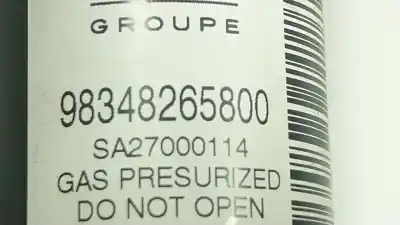 GROUPE
98348265800
SA27000114
GAS PRESURIZED
DO NOT OPEN